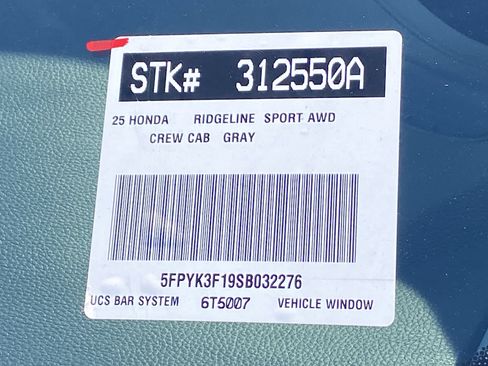 STK# 312550A
25 HONDA RIDGELINE SPORT AWD
CREW CAB GRAY
5FPYK3F19SB032276
UCS BAR SYSTEM 6T5007 VEHICLE WINDOW